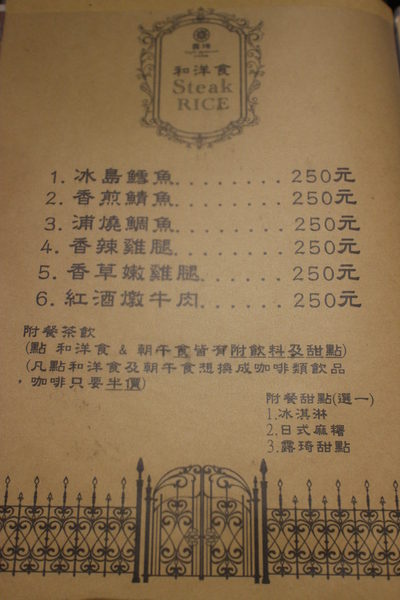 和洋食
Steak
RICE
1. 冰島鱈魚........250元
2. 香煎鯖魚........250元
3. 浦燒鯛魚........250元
4. 香辣雞腿........250元
5. 香草嫩雞腿......250元
6. 紅酒燉牛肉......250元
附餐茶飲
(點 和洋食 & 朝午食皆有附飲料及甜點)
(凡點和洋食及朝午食想換成咖啡類飲品
，咖啡只要半價)
附餐甜點(選一)
1.冰淇淋
2.日式麻糬
3.露琦甜點